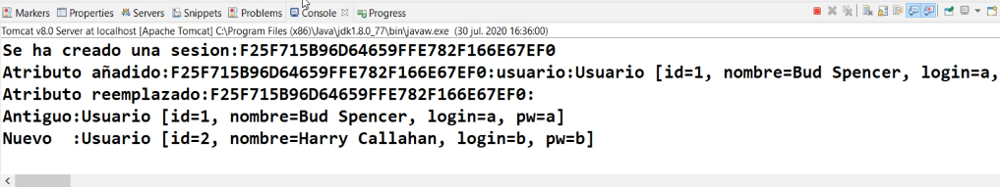 Markers Properties Servers Snippets Problems Console Progress
Tomcat v8.0 Server at localhost [Apache Tomcat] C:\Program Files (x86)\Java\jdk1.8.0_77\bin\javaw.exe (30 jul. 2020 16:36:00)
Se ha creado una sesion:F25F715B96D64659FFE782F166E67EF0
Atributo añadido:F25F715B96D64659FFE782F166E67EF0:usuario:Usuario [id=1, nombre=Bud Spencer, login=a,
Atributo reemplazado:F25F715B96D64659FFE782F166E67EF0:
Antiguo:Usuario [id=1, nombre=Bud Spencer, login=a, pw=a]
Nuevo  :Usuario [id=2, nombre=Harry Callahan, login=b, pw=b]